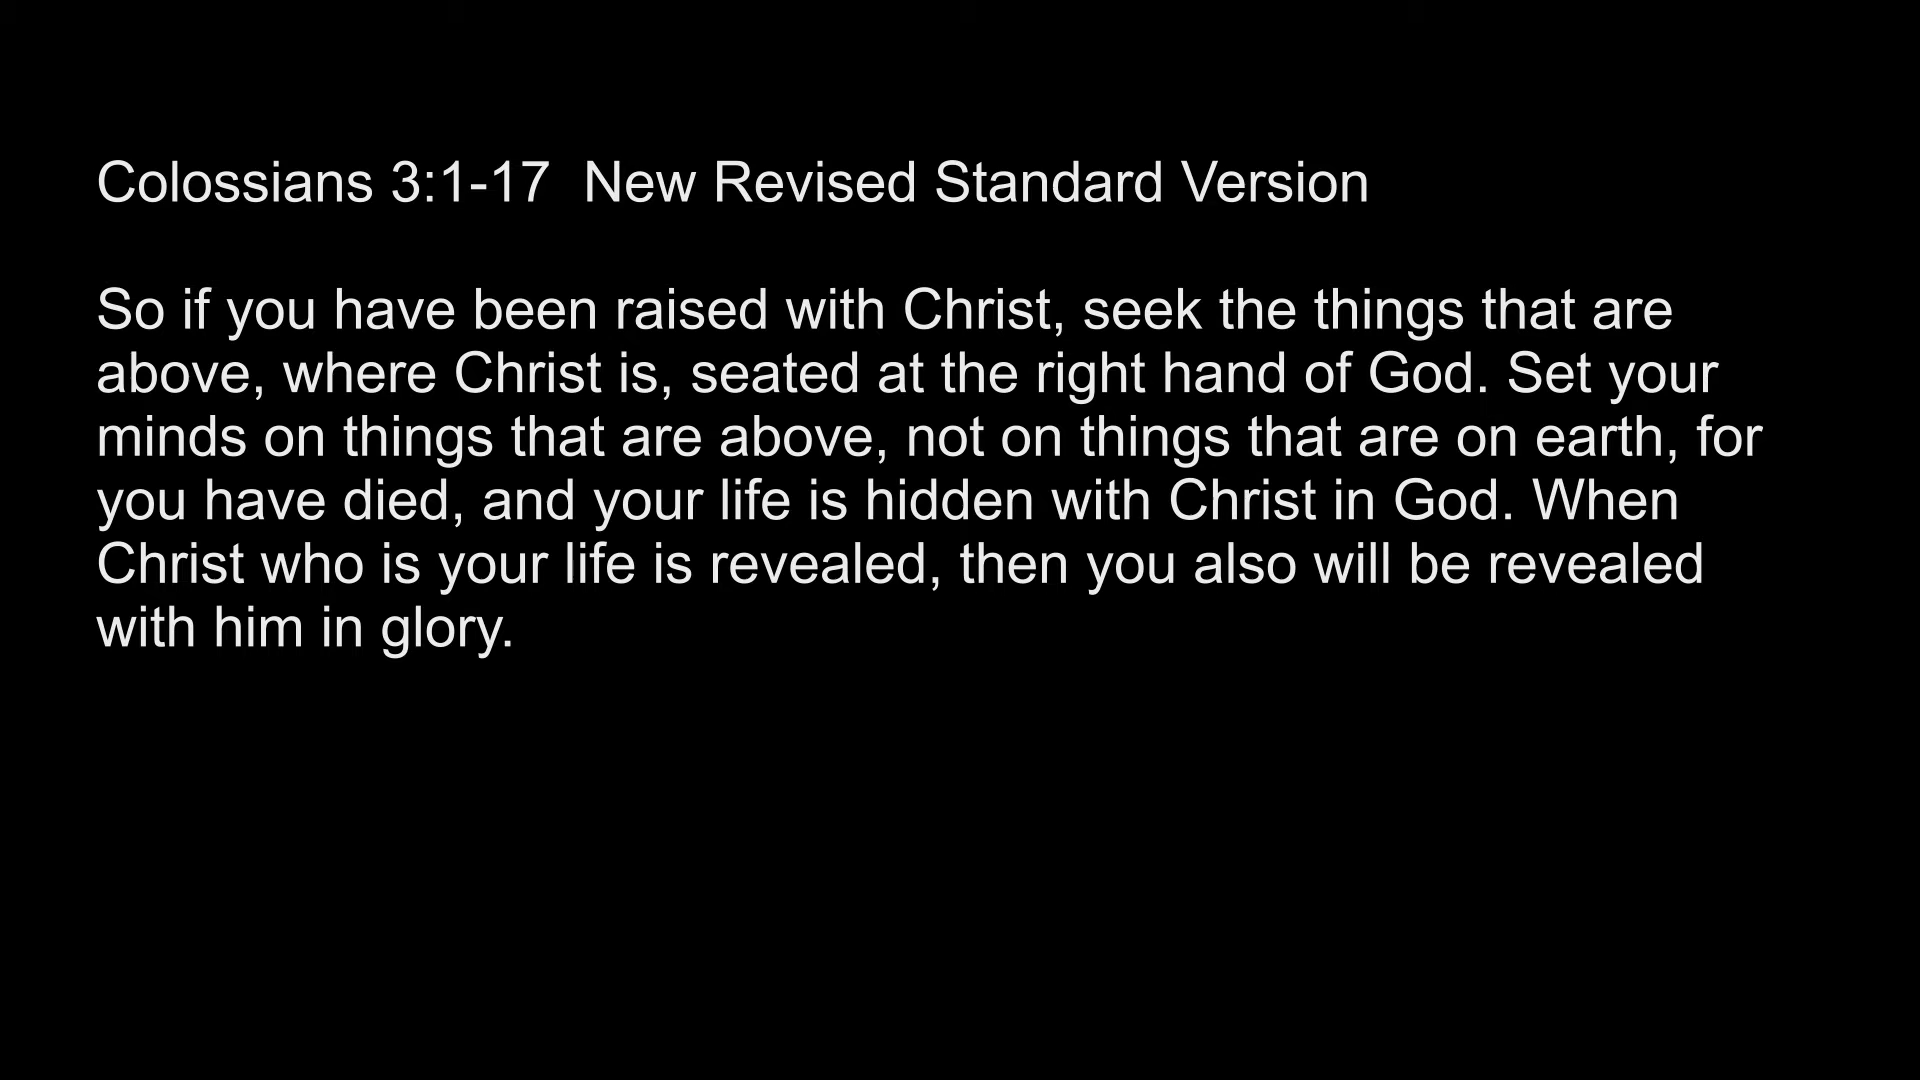 Colossians 3:1-17  New Revised Standard Version
So if you have been raised with Christ, seek the things that are
above, where Christ is, seated at the right hand of God. Set your
minds on things that are above, not on things that are on earth, for
you have died, and your life is hidden with Christ in God. When
Christ who is your life is revealed, then you also will be revealed
with him in glory.